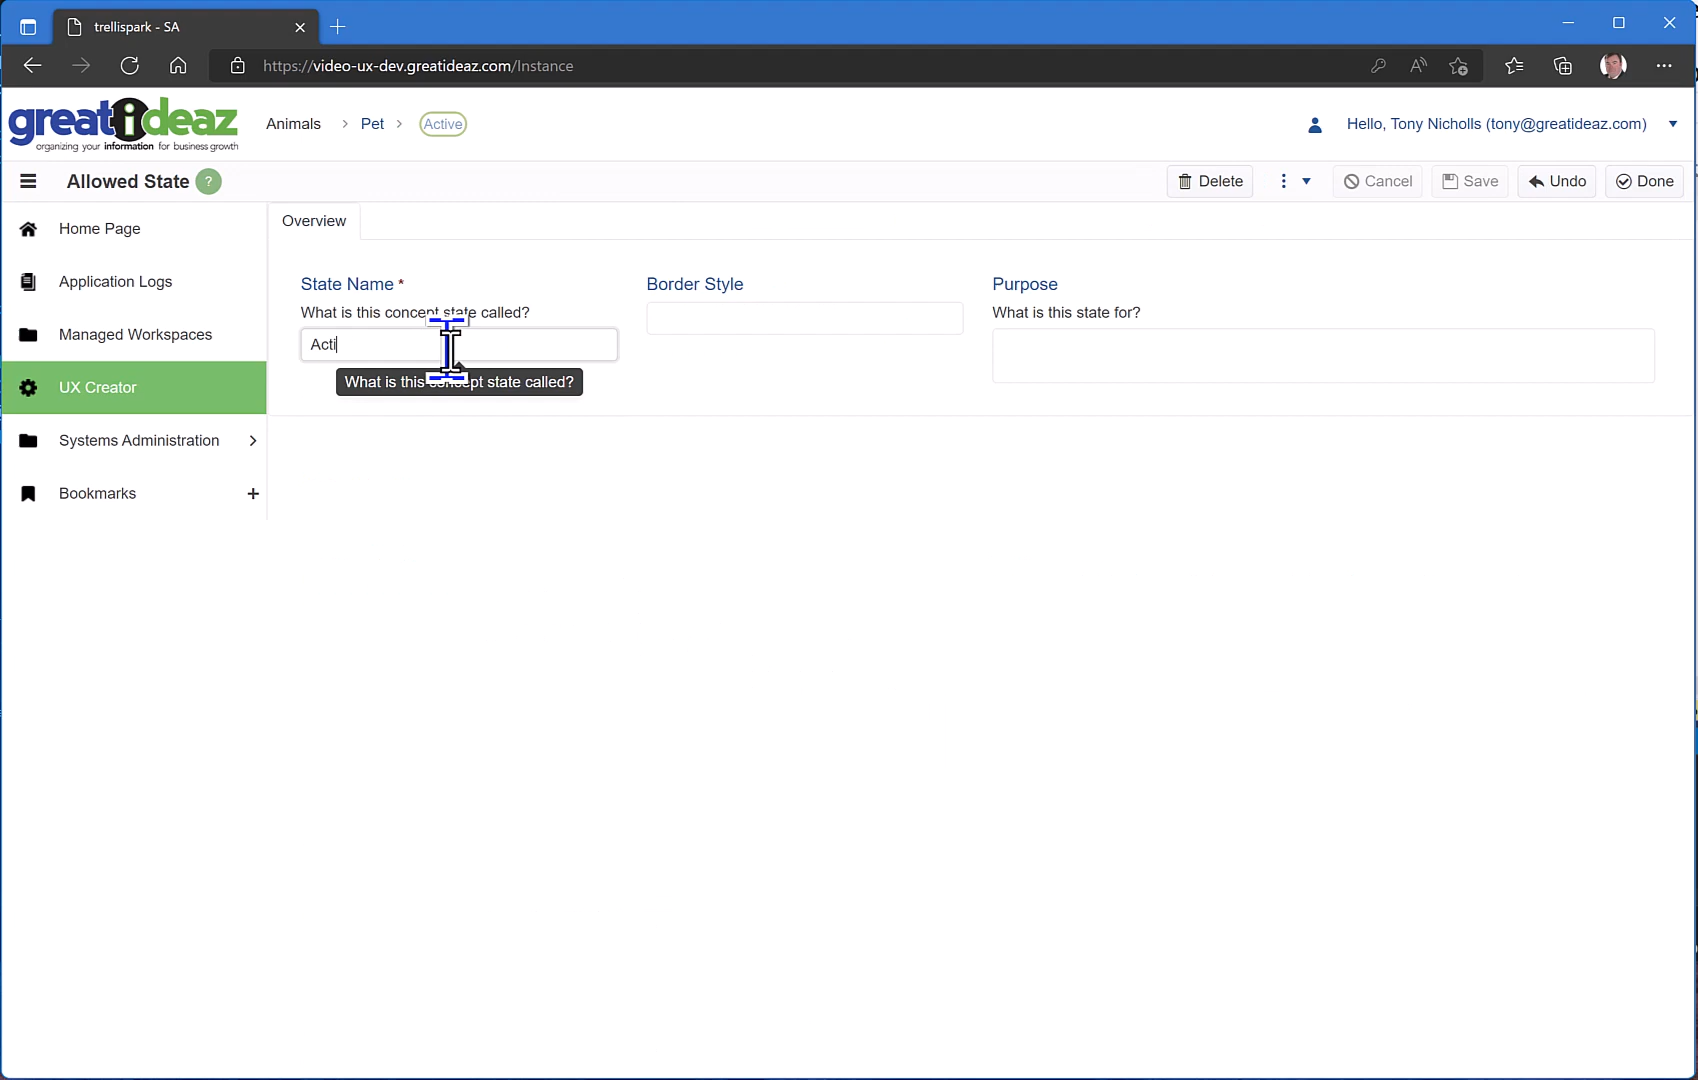 trellispark - SA
https://video-ux-dev.greatideaz.com/Instance
greatideaz
organizing your information for business growth
Animals > Pet > Active
Hello, Tony Nicholls (tony@greatideaz.com)
Allowed State ?
Delete
Cancel
Save
Undo
Done
Home Page
Application Logs
Managed Workspaces
UX Creator
Systems Administration
Bookmarks
Overview
State Name *
What is this concept state called?
Acti
What is this concept state called?
Border Style
Purpose
What is this state for?